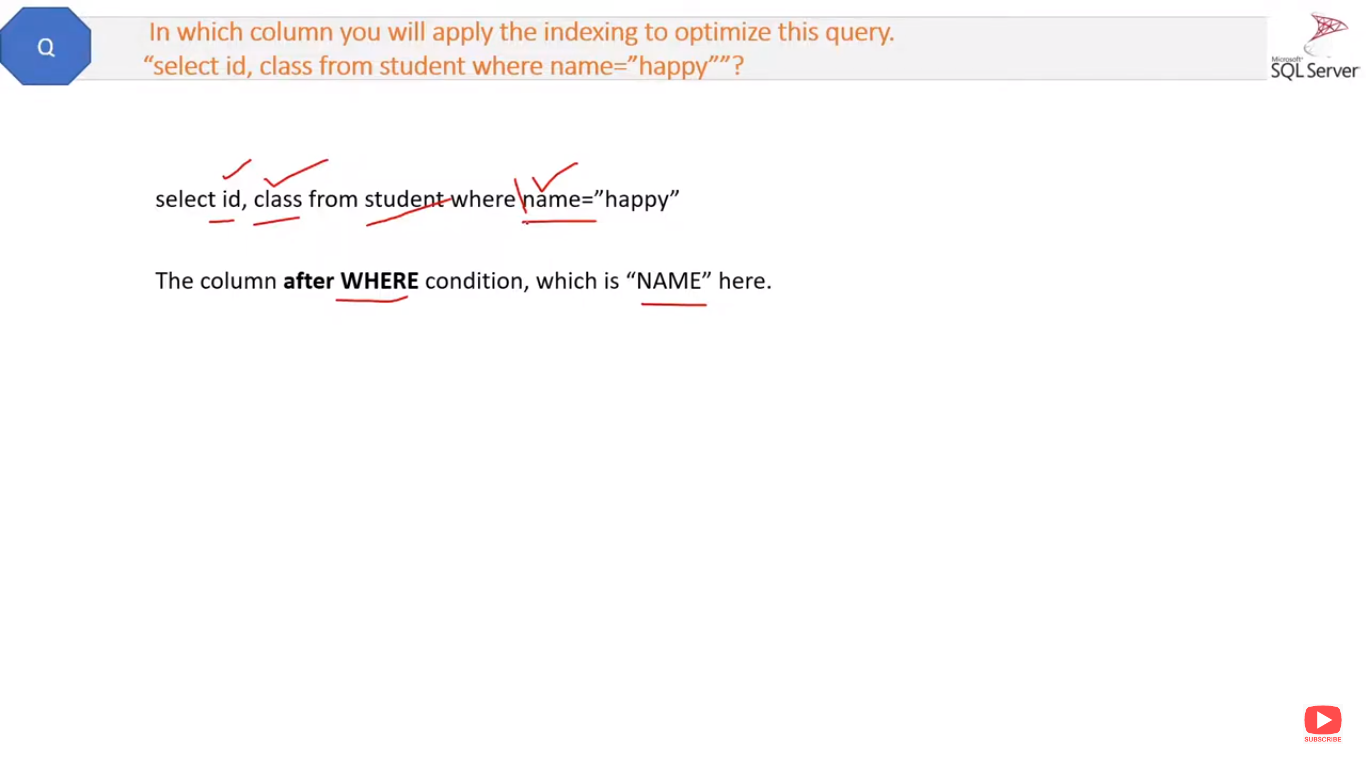 Q
In which column you will apply the indexing to optimize this query.
“select id, class from student where name=”happy””?
Microsoft®
SQL Server
select id, class from student where name=”happy”
The column after WHERE condition, which is “NAME” here.
SUBSCRIBE